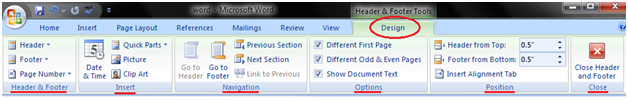 word - Microsoft Word
Header & Footer Tools
Home Insert Page Layout References Mailings Review View Design
Header
Footer
Page Number
Header & Footer
Date & Time
Quick Parts
Picture
Clip Art
Insert
Go to Header
Go to Footer
Previous Section
Next Section
Link to Previous
Navigation
Different First Page
Different Odd & Even Pages
Show Document Text
Options
Header from Top: 0.5"
Footer from Bottom: 0.5"
Insert Alignment Tab
Position
Close Header and Footer
Close